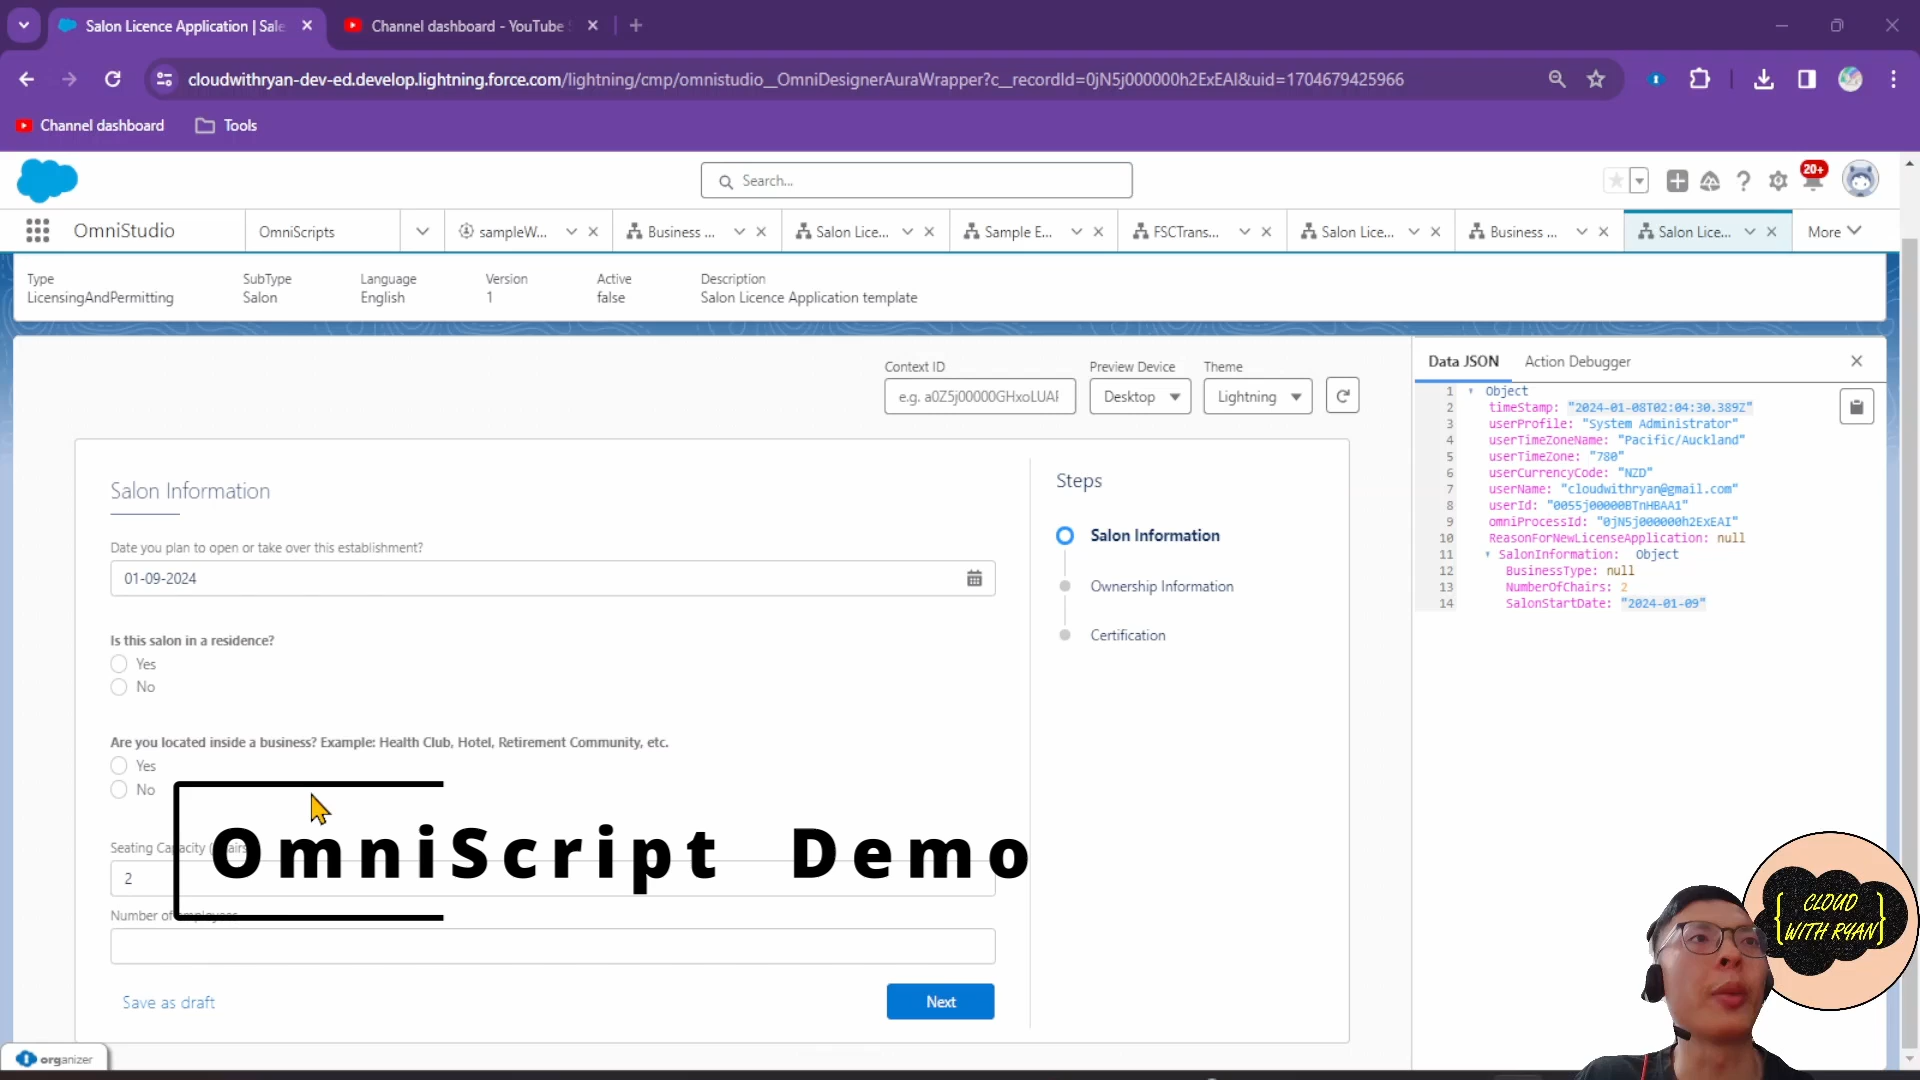 Salon Licence Application | Sale
Channel dashboard - YouTube
cloudwithryan-dev-ed.develop.lightning.force.com/lightning/cmp/omnistudio__OmniDesignerAuraWrapper?c__recordId=0jN5j000000h2ExEAI&uid=1704679425966
Channel dashboard
Tools
Search...
20+
OmniStudio
OmniScripts
sampleW...
Business ...
Salon Lice...
Sample E...
FSCTrans...
Salon Lice...
Business ...
Salon Lice...
More
Type
LicensingAndPermitting
SubType
Salon
Language
English
Version
1
Active
false
Description
Salon Licence Application template
Context ID
e.g. a0Z5j00000GHxoLUAI
Preview Device
Desktop
Theme
Lightning
Salon Information
Date you plan to open or take over this establishment?
01-09-2024
Is this salon in a residence?
Yes
No
Are you located inside a business? Example: Health Club, Hotel, Retirement Community, etc.
Yes
No
OmniScript Demo
Seating
2
Number of employees
Save as draft
Next
Steps
Salon Information
Ownership Information
Certification
Data JSON
Action Debugger
1 Object
2 timeStamp: "2024-01-08T02:04:30.389Z"
3 userProfile: "System Administrator"
4 userTimeZoneName: "Pacific/Auckland"
5 userTimeZone: "780"
6 userCurrencyCode: "NZD"
7 userName: "cloudwithryan@gmail.com"
8 userId: "0055j00000BTnHBAA1"
9 omniProcessId: "0jN5j000000h2ExEAI"
10 ReasonForNewLicenseApplication: null
11 SalonInformation: Object
12 BusinessType: null
13 NumberOfChairs: 2
14 SalonStartDate: "2024-01-09"
organizer
{CLOUD
WITH RYAN}